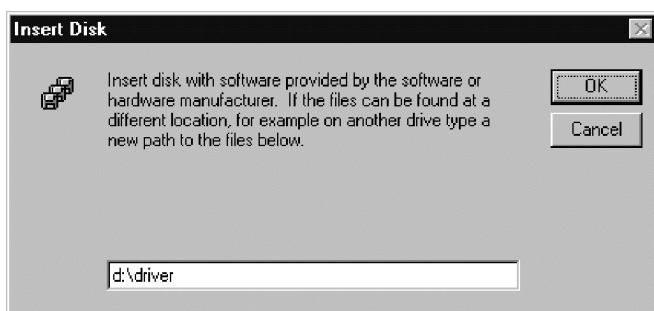 Insert Disk
Insert disk with software provided by the software or
hardware manufacturer. If the files can be found at a
different location, for example on another drive type a
new path to the files below.
OK
Cancel
d:\driver